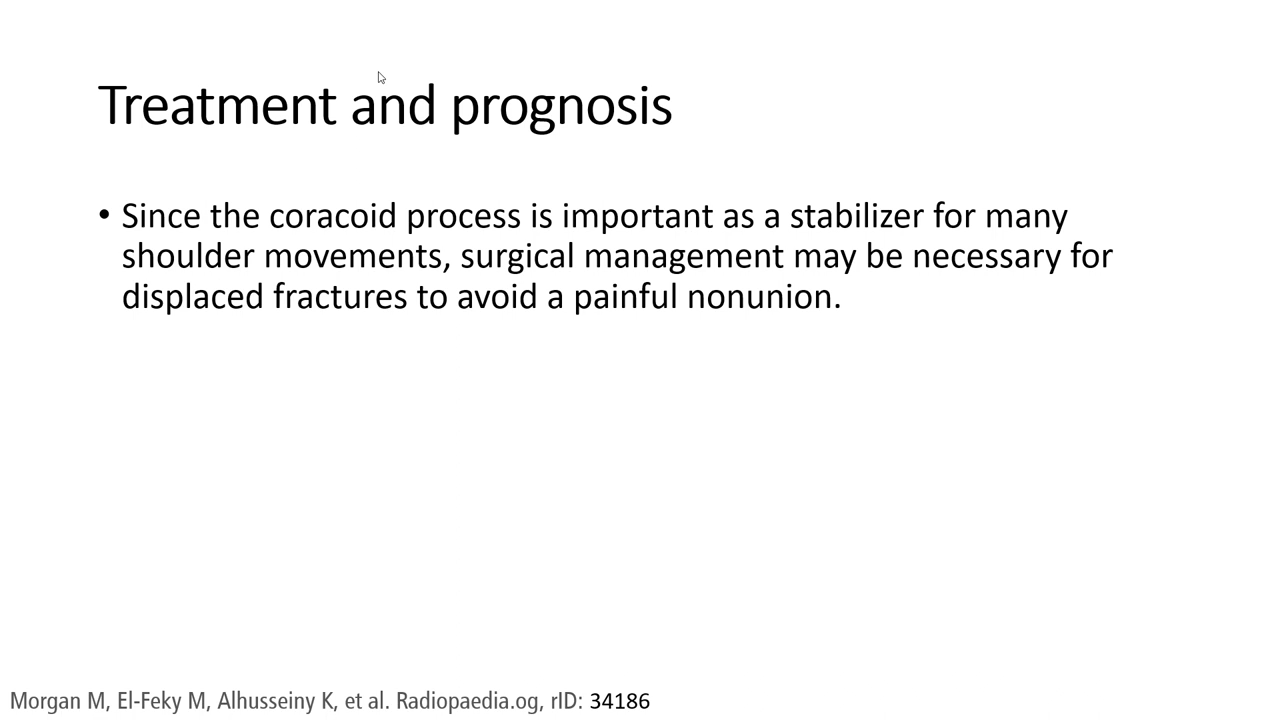 Treatment and prognosis
• Since the coracoid process is important as a stabilizer for many
shoulder movements, surgical management may be necessary for
displaced fractures to avoid a painful nonunion.
Morgan M, El-Feky M, Alhusseiny K, et al. Radiopaedia.og, rID: 34186